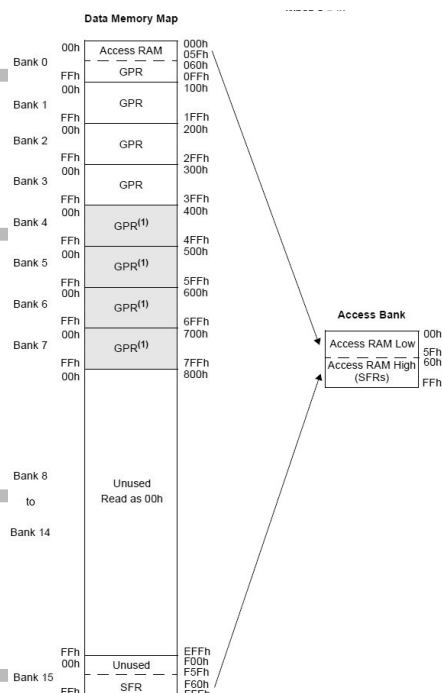 Data Memory Map
Bank 0
00h
Access RAM
000h
05Fh
060h
FFh
GPR
0FFh
Bank 1
00h
GPR
100h
FFh
1FFh
Bank 2
00h
GPR
200h
FFh
2FFh
Bank 3
00h
GPR
300h
FFh
3FFh
Bank 4
00h
GPR(1)
400h
FFh
4FFh
Bank 5
00h
GPR(1)
500h
FFh
5FFh
Bank 6
00h
GPR(1)
600h
FFh
6FFh
Bank 7
00h
GPR(1)
700h
FFh
7FFh
00h
800h
Bank 8
to
Bank 14
Unused
Read as 00h
FFh
EFFh
Bank 15
00h
Unused
F00h
F5Fh
SFR
F60h
FFh
Access Bank
Access RAM Low
00h
5Fh
Access RAM High
(SFRs)
60h
FFh